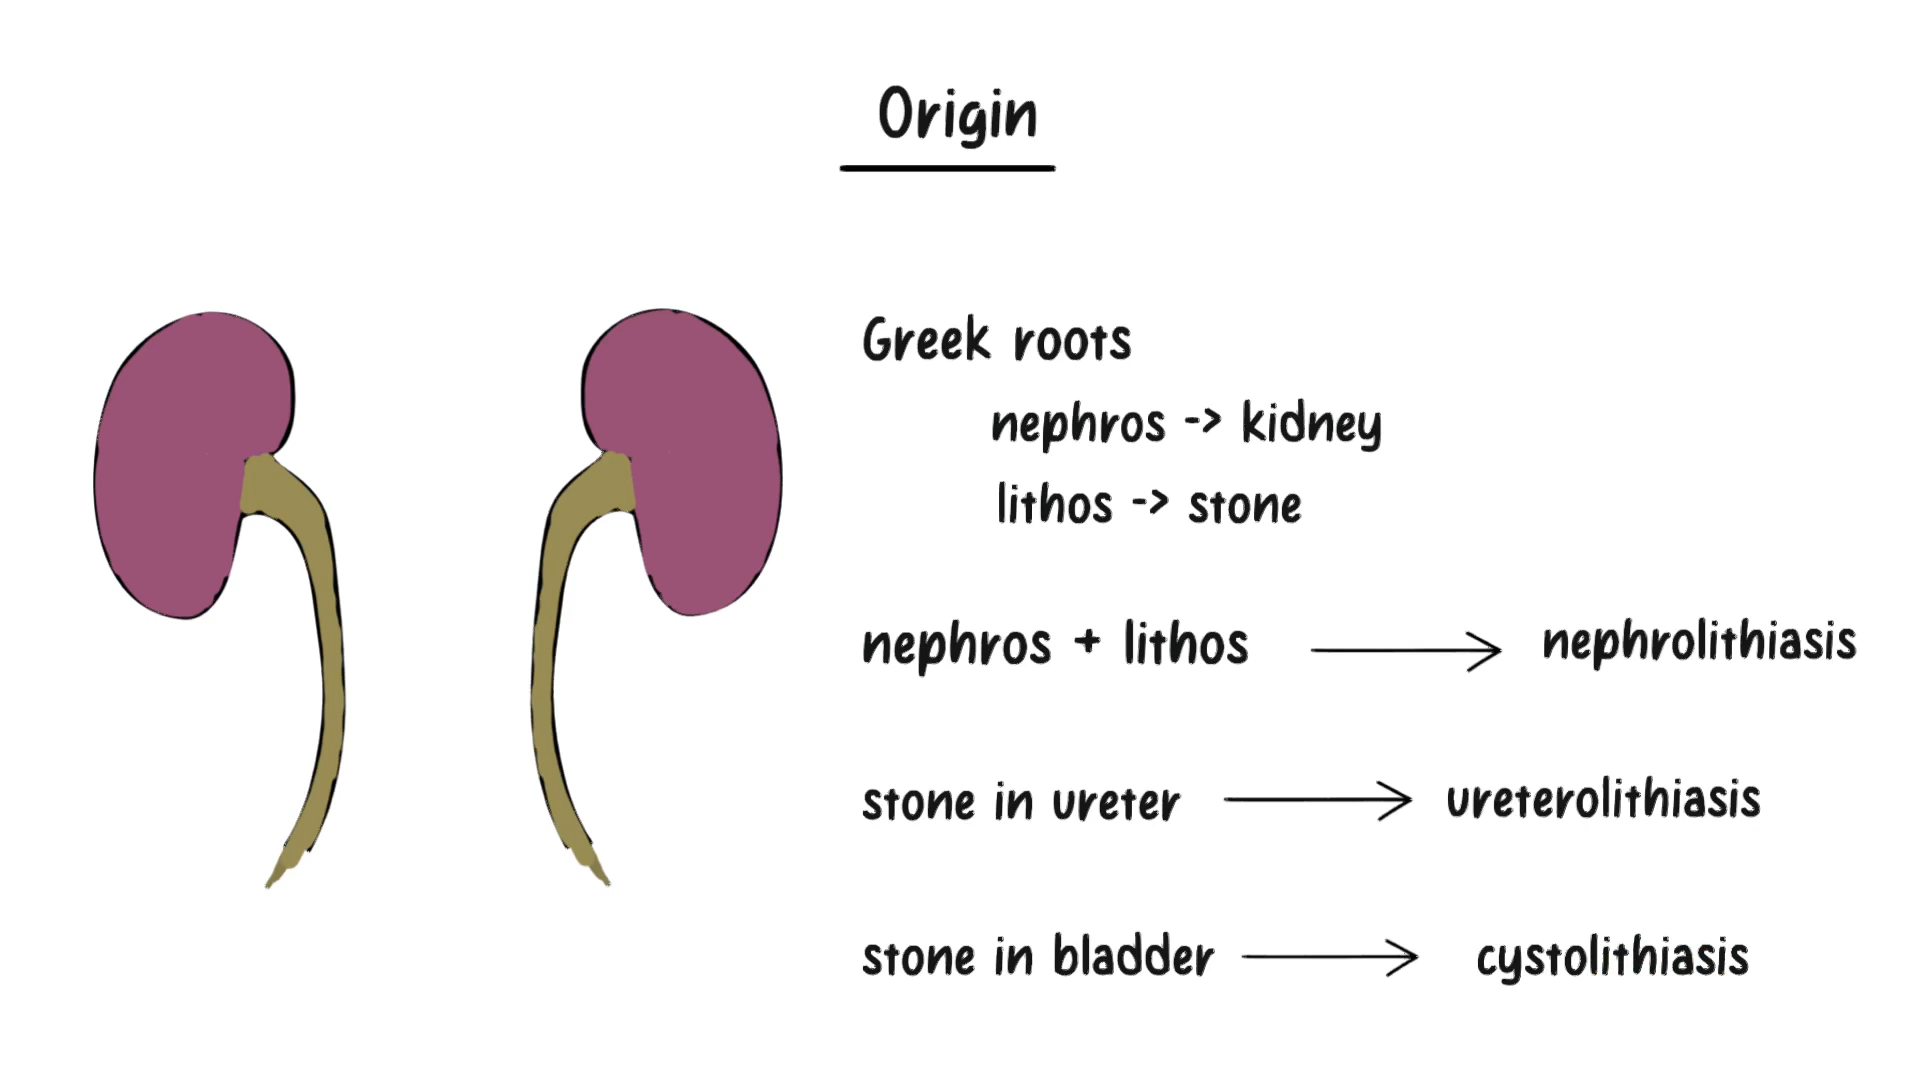 Origin
Greek roots
nephros -> kidney
lithos -> stone
nephros + lithos nephrolithiasis
stone in ureter ureterolithiasis
stone in bladder cystolithiasis